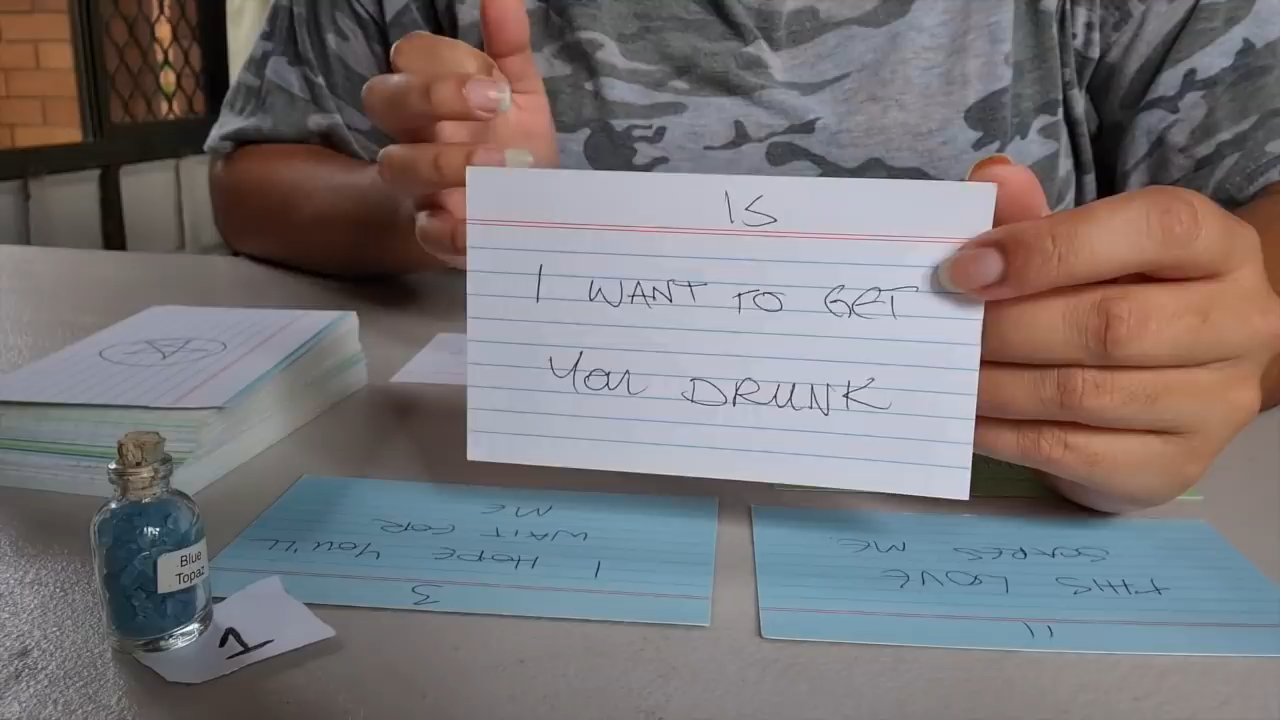 15
I WANT TO GET
YOU DRUNK
3
I HOPE YOU'LL
WAIT FOR
ME
11
THIS LOVE
SCARES ME
Blue
Topaz
1